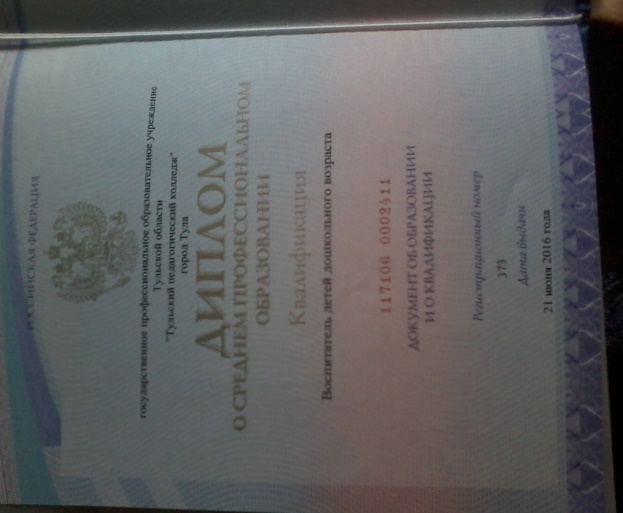 РОССИЙСКАЯ ФЕДЕРАЦИЯ
государственное профессиональное образовательное учреждение
Тульской области
"Тульский педагогический колледж"
город Тула
ДИПЛОМ
О СРЕДНЕМ ПРОФЕССИОНАЛЬНОМ
ОБРАЗОВАНИИ
Квалификация
Воспитатель детей дошкольного возраста
117106 0002411
ДОКУМЕНТ ОБ ОБРАЗОВАНИИ
И О КВАЛИФИКАЦИИ
Регистрационный номер
373
Дата выдачи
21 июня 2016 года